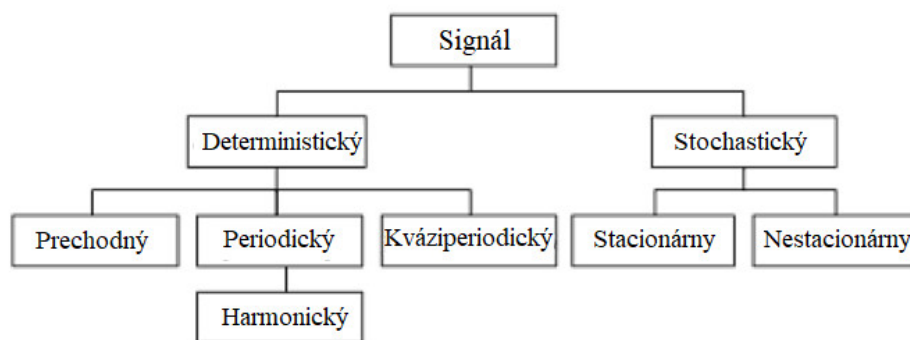 Signál
Deterministický
Stochastický
Prechodný
Periodický
Kváziperiodický
Stacionárny
Nestacionárny
Harmonický